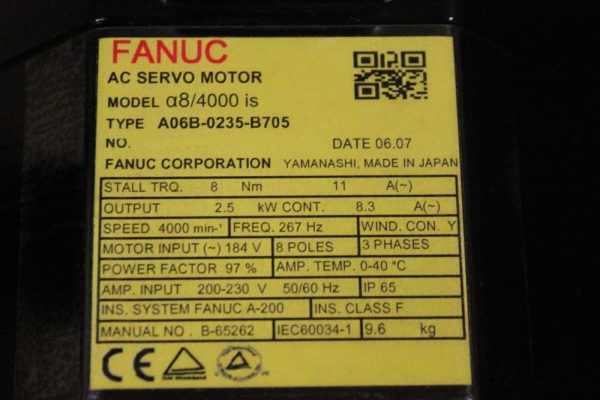 FANUC
AC SERVO MOTOR
MODEL α8/4000 is
TYPE A06B-0235-B705
NO. DATE 06.07
FANUC CORPORATION YAMANASHI, MADE IN JAPAN
STALL TRQ. 8 Nm 11 A(~)
OUTPUT 2.5 kW CONT. 8.3 A(~)
SPEED 4000 min-¹ FREQ. 267 Hz WIND. CON. Y
MOTOR INPUT (~) 184 V 8 POLES 3 PHASES
POWER FACTOR 97 % AMP. TEMP. 0-40 °C
AMP. INPUT 200-230 V 50/60 Hz IP 65
INS. SYSTEM FANUC A-200 INS. CLASS F
MANUAL NO. B-65262 IEC60034-1 9.6 kg
CE